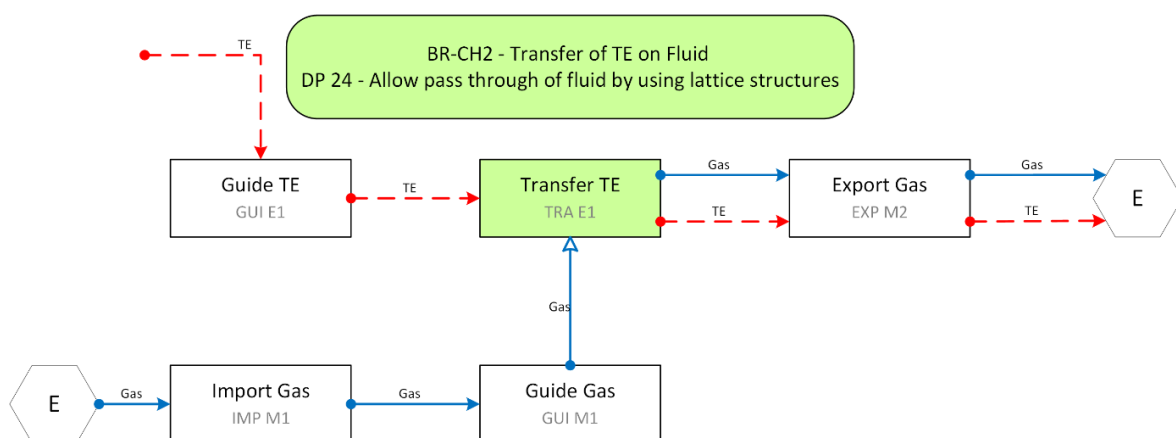 TE
BR-CH2 - Transfer of TE on Fluid
DP 24 - Allow pass through of fluid by using lattice structures
Guide TE
GUI E1
TE
Transfer TE
TRA E1
Gas
TE
Export Gas
EXP M2
Gas
TE
E
Gas
E
Gas
Import Gas
IMP M1
Gas
Guide Gas
GUI M1